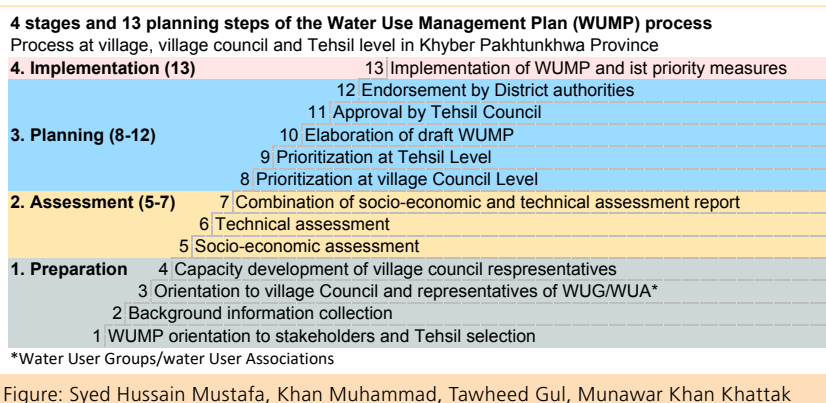 4 stages and 13 planning steps of the Water Use Management Plan (WUMP) process
Process at village, village council and Tehsil level in Khyber Pakhtunkhwa Province
4. Implementation (13) 13 Implementation of WUMP and ist priority measures
12 Endorsement by District authorities
11 Approval by Tehsil Council
3. Planning (8-12) 10 Elaboration of draft WUMP
9 Prioritization at Tehsil Level
8 Prioritization at village Council Level
2. Assessment (5-7) 7 Combination of socio-economic and technical assessment report
6 Technical assessment
5 Socio-economic assessment
1. Preparation 4 Capacity development of village council respresentatives
3 Orientation to village Council and representatives of WUG/WUA*
2 Background information collection
1 WUMP orientation to stakeholders and Tehsil selection
*Water User Groups/water User Associations
Figure: Syed Hussain Mustafa, Khan Muhammad, Tawheed Gul, Munawar Khan Khattak